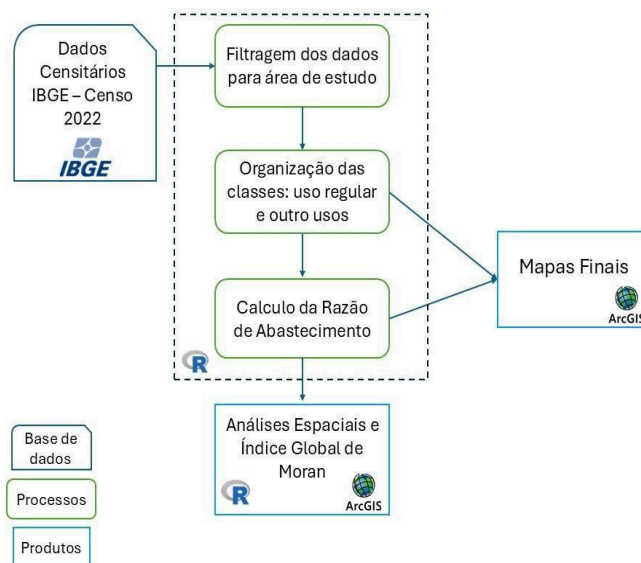 Dados
Censitários
IBGE – Censo
2022
IBGE
Filtragem dos dados
para área de estudo
Organização das
classes: uso regular
e outro usos
Calculo da Razão
de Abastecimento
R
Mapas Finais
ArcGIS
Análises Espaciais e
Índice Global de
Moran
R
ArcGIS
Base de
dados
Processos
Produtos